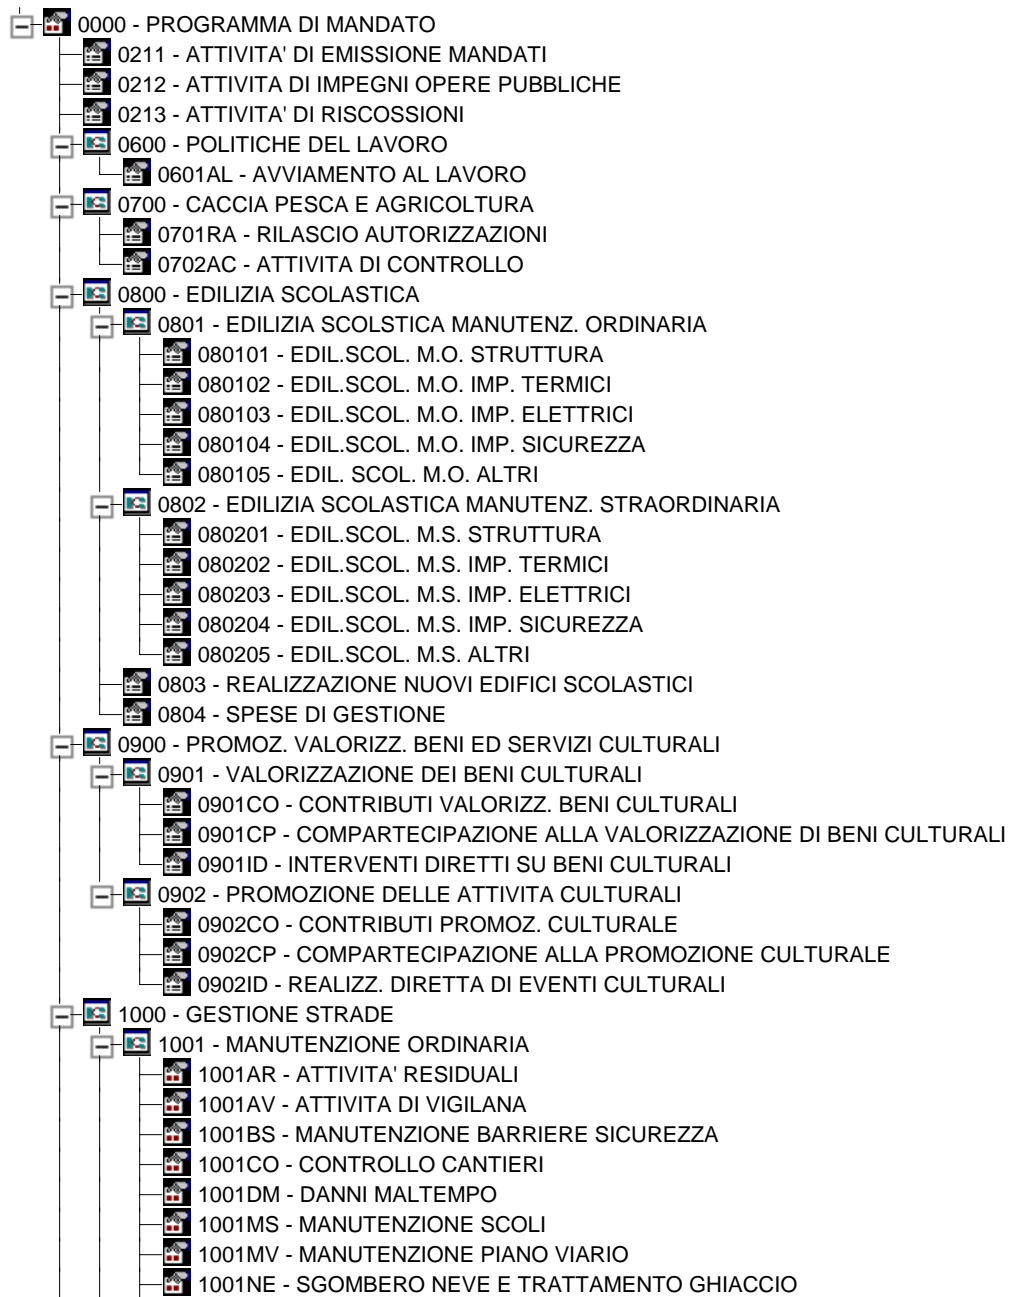 0000 - PROGRAMMA DI MANDATO
0211 - ATTIVITA' DI EMISSIONE MANDATI
0212 - ATTIVITA DI IMPEGNI OPERE PUBBLICHE
0213 - ATTIVITA' DI RISCOSSIONI
0600 - POLITICHE DEL LAVORO
0601AL - AVVIAMENTO AL LAVORO
0700 - CACCIA PESCA E AGRICOLTURA
0701RA - RILASCIO AUTORIZZAZIONI
0702AC - ATTIVITA DI CONTROLLO
0800 - EDILIZIA SCOLASTICA
0801 - EDILIZIA SCOLSTICA MANUTENZ. ORDINARIA
080101 - EDIL.SCOL. M.O. STRUTTURA
080102 - EDIL.SCOL. M.O. IMP. TERMICI
080103 - EDIL.SCOL. M.O. IMP. ELETTRICI
080104 - EDIL.SCOL. M.O. IMP. SICUREZZA
080105 - EDIL. SCOL. M.O. ALTRI
0802 - EDILIZIA SCOLASTICA MANUTENZ. STRAORDINARIA
080201 - EDIL.SCOL. M.S. STRUTTURA
080202 - EDIL.SCOL. M.S. IMP. TERMICI
080203 - EDIL.SCOL. M.S. IMP. ELETTRICI
080204 - EDIL.SCOL. M.S. IMP. SICUREZZA
080205 - EDIL.SCOL. M.S. ALTRI
0803 - REALIZZAZIONE NUOVI EDIFICI SCOLASTICI
0804 - SPESE DI GESTIONE
0900 - PROMOZ. VALORIZZ. BENI ED SERVIZI CULTURALI
0901 - VALORIZZAZIONE DEI BENI CULTURALI
0901CO - CONTRIBUTI VALORIZZ. BENI CULTURALI
0901CP - COMPARTECIPAZIONE ALLA VALORIZZAZIONE DI BENI CULTURALI
0901ID - INTERVENTI DIRETTI SU BENI CULTURALI
0902 - PROMOZIONE DELLE ATTIVITA CULTURALI
0902CO - CONTRIBUTI PROMOZ. CULTURALE
0902CP - COMPARTECIPAZIONE ALLA PROMOZIONE CULTURALE
0902ID - REALIZZ. DIRETTA DI EVENTI CULTURALI
1000 - GESTIONE STRADE
1001 - MANUTENZIONE ORDINARIA
1001AR - ATTIVITA' RESIDUALI
1001AV - ATTIVITA DI VIGILANA
1001BS - MANUTENZIONE BARRIERE SICUREZZA
1001CO - CONTROLLO CANTIERI
1001DM - DANNI MALTEMPO
1001MS - MANUTENZIONE SCOLI
1001MV - MANUTENZIONE PIANO VIARIO
1001NE - SGOMBERO NEVE E TRATTAMENTO GHIACCIO